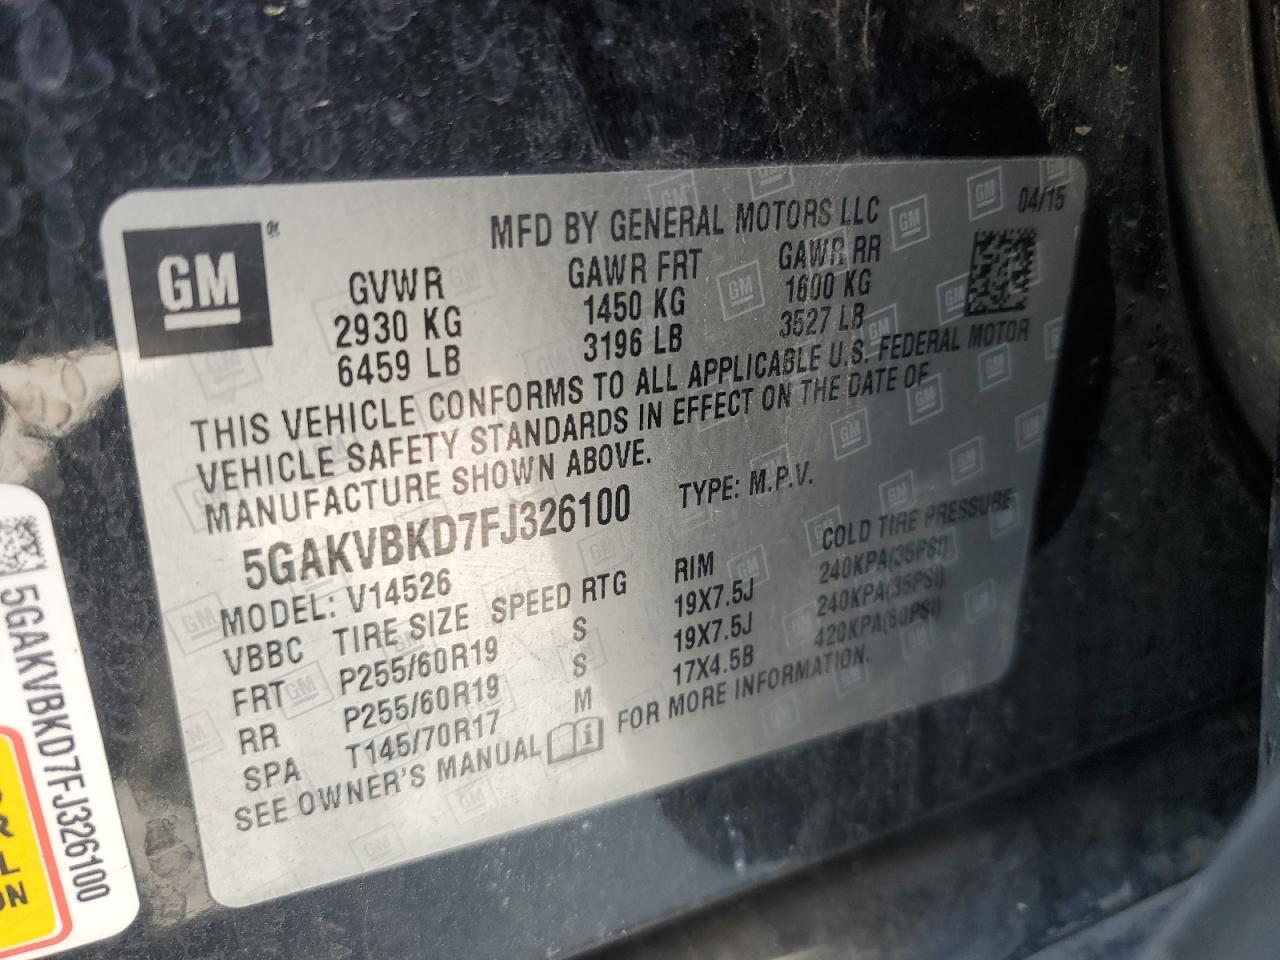 GM®
MFD BY GENERAL MOTORS LLC
04/15
GVWR GAWR FRT GAWR RR
2930 KG 1450 KG 1600 KG
6459 LB 3196 LB 3527 LB
THIS VEHICLE CONFORMS TO ALL APPLICABLE U.S. FEDERAL MOTOR
VEHICLE SAFETY STANDARDS IN EFFECT ON THE DATE OF
MANUFACTURE SHOWN ABOVE.
5GAKVBKD7FJ326100 TYPE: M.P.V.
MODEL: V14526
VBBC TIRE SIZE SPEED RTG RIM COLD TIRE PRESSURE
FRT P255/60R19 S 19X7.5J 240KPA(35PSI)
RR P255/60R19 S 19X7.5J 240KPA(35PSI)
SPA T145/70R17 M 17X4.5B 420KPA(60PSI)
SEE OWNER'S MANUAL FOR MORE INFORMATION.
5GAKVBKD7FJ326100